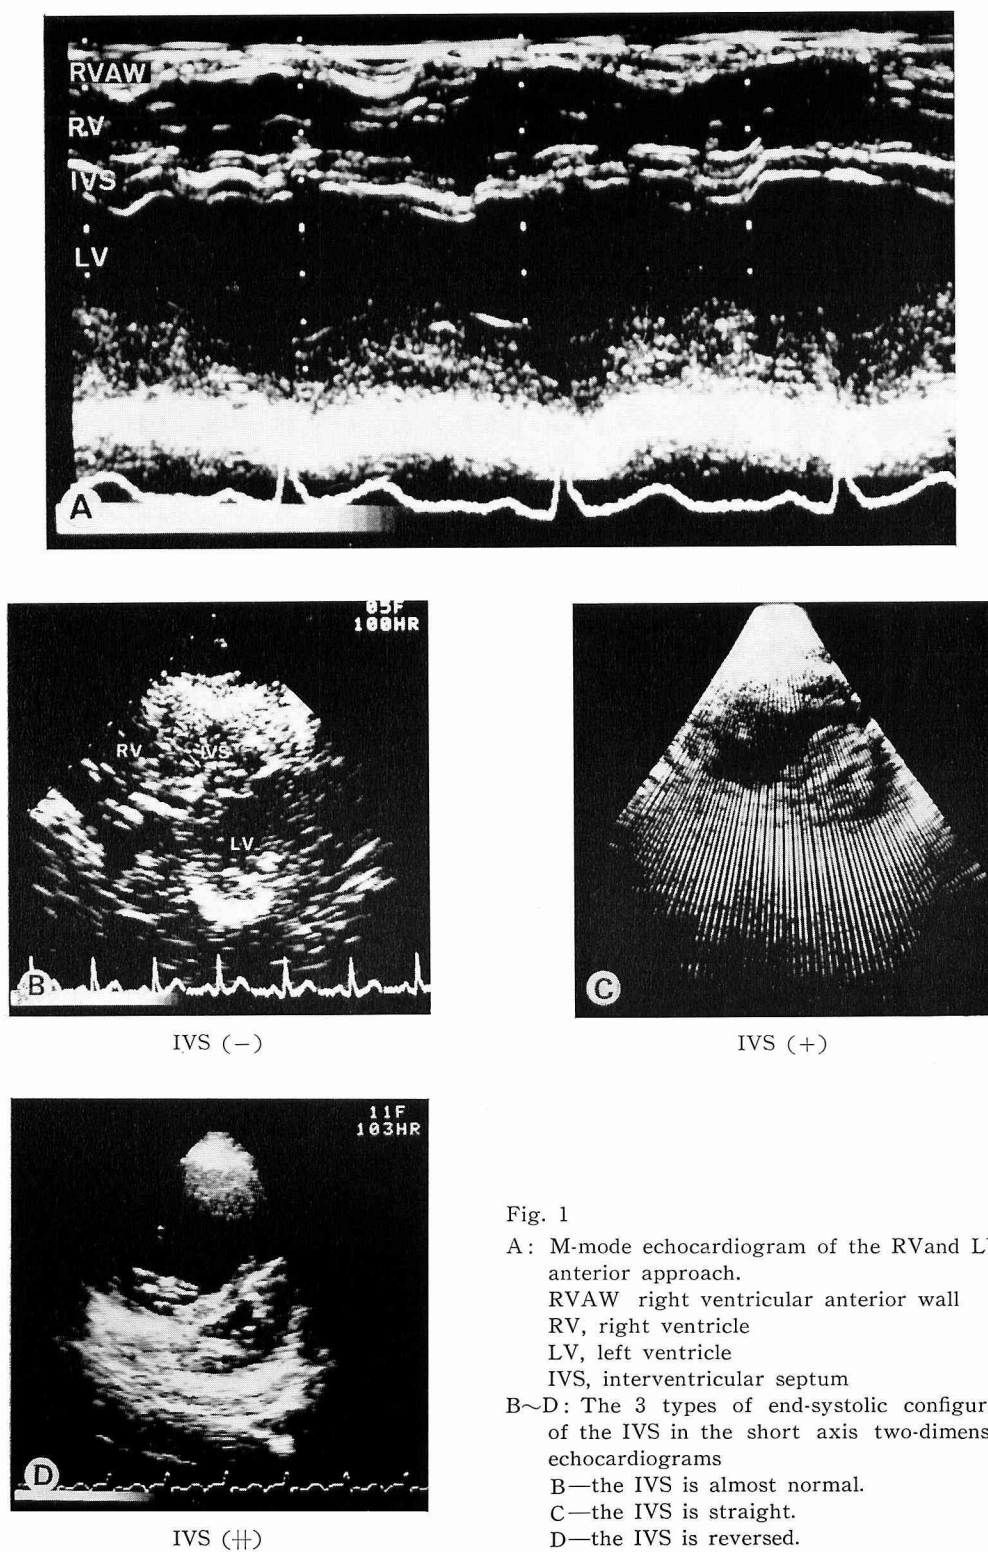 RVAW
RV
IVS
LV
A
05F
100HR
RV
IVS
LV
B
IVS (−)
C
IVS (+)
11F
103HR
D
IVS (⧺)
Fig. 1
A: M-mode echocardiogram of the RVand L
anterior approach.
RVAW right ventricular anterior wall
RV, right ventricle
LV, left ventricle
IVS, interventricular septum
B~D: The 3 types of end-systolic configur
of the IVS in the short axis two-dimens
echocardiograms
B—the IVS is almost normal.
C—the IVS is straight.
D—the IVS is reversed.